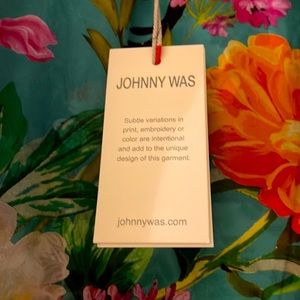 JOHNNY WAS
Subtle variations in
print, embroidery or
color are intentional
and add to the unique
design of this garment.
johnnywas.com